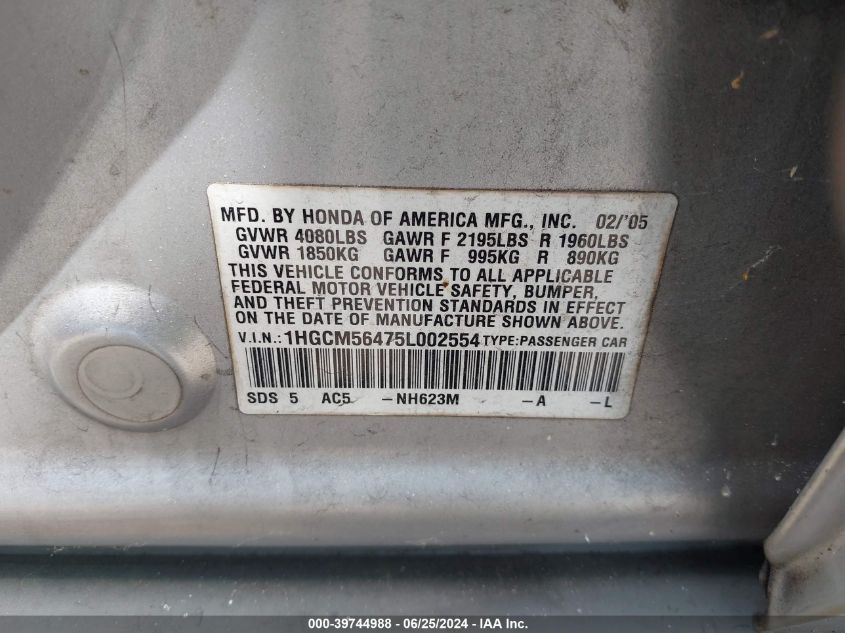 MFD. BY HONDA OF AMERICA MFG., INC. 02/'05
GVWR 4080LBS GAWR F 2195LBS R 1960LBS
GVWR 1850KG GAWR F 995KG R 890KG
THIS VEHICLE CONFORMS TO ALL APPLICABLE
FEDERAL MOTOR VEHICLE SAFETY, BUMPER,
AND THEFT PREVENTION STANDARDS IN EFFECT
ON THE DATE OF MANUFACTURE SHOWN ABOVE.
V.I.N.: 1HGCM56475L002554 TYPE:PASSENGER CAR
SDS 5 AC5 -NH623M -A -L
000-39744988 - 06/25/2024 - IAA Inc.